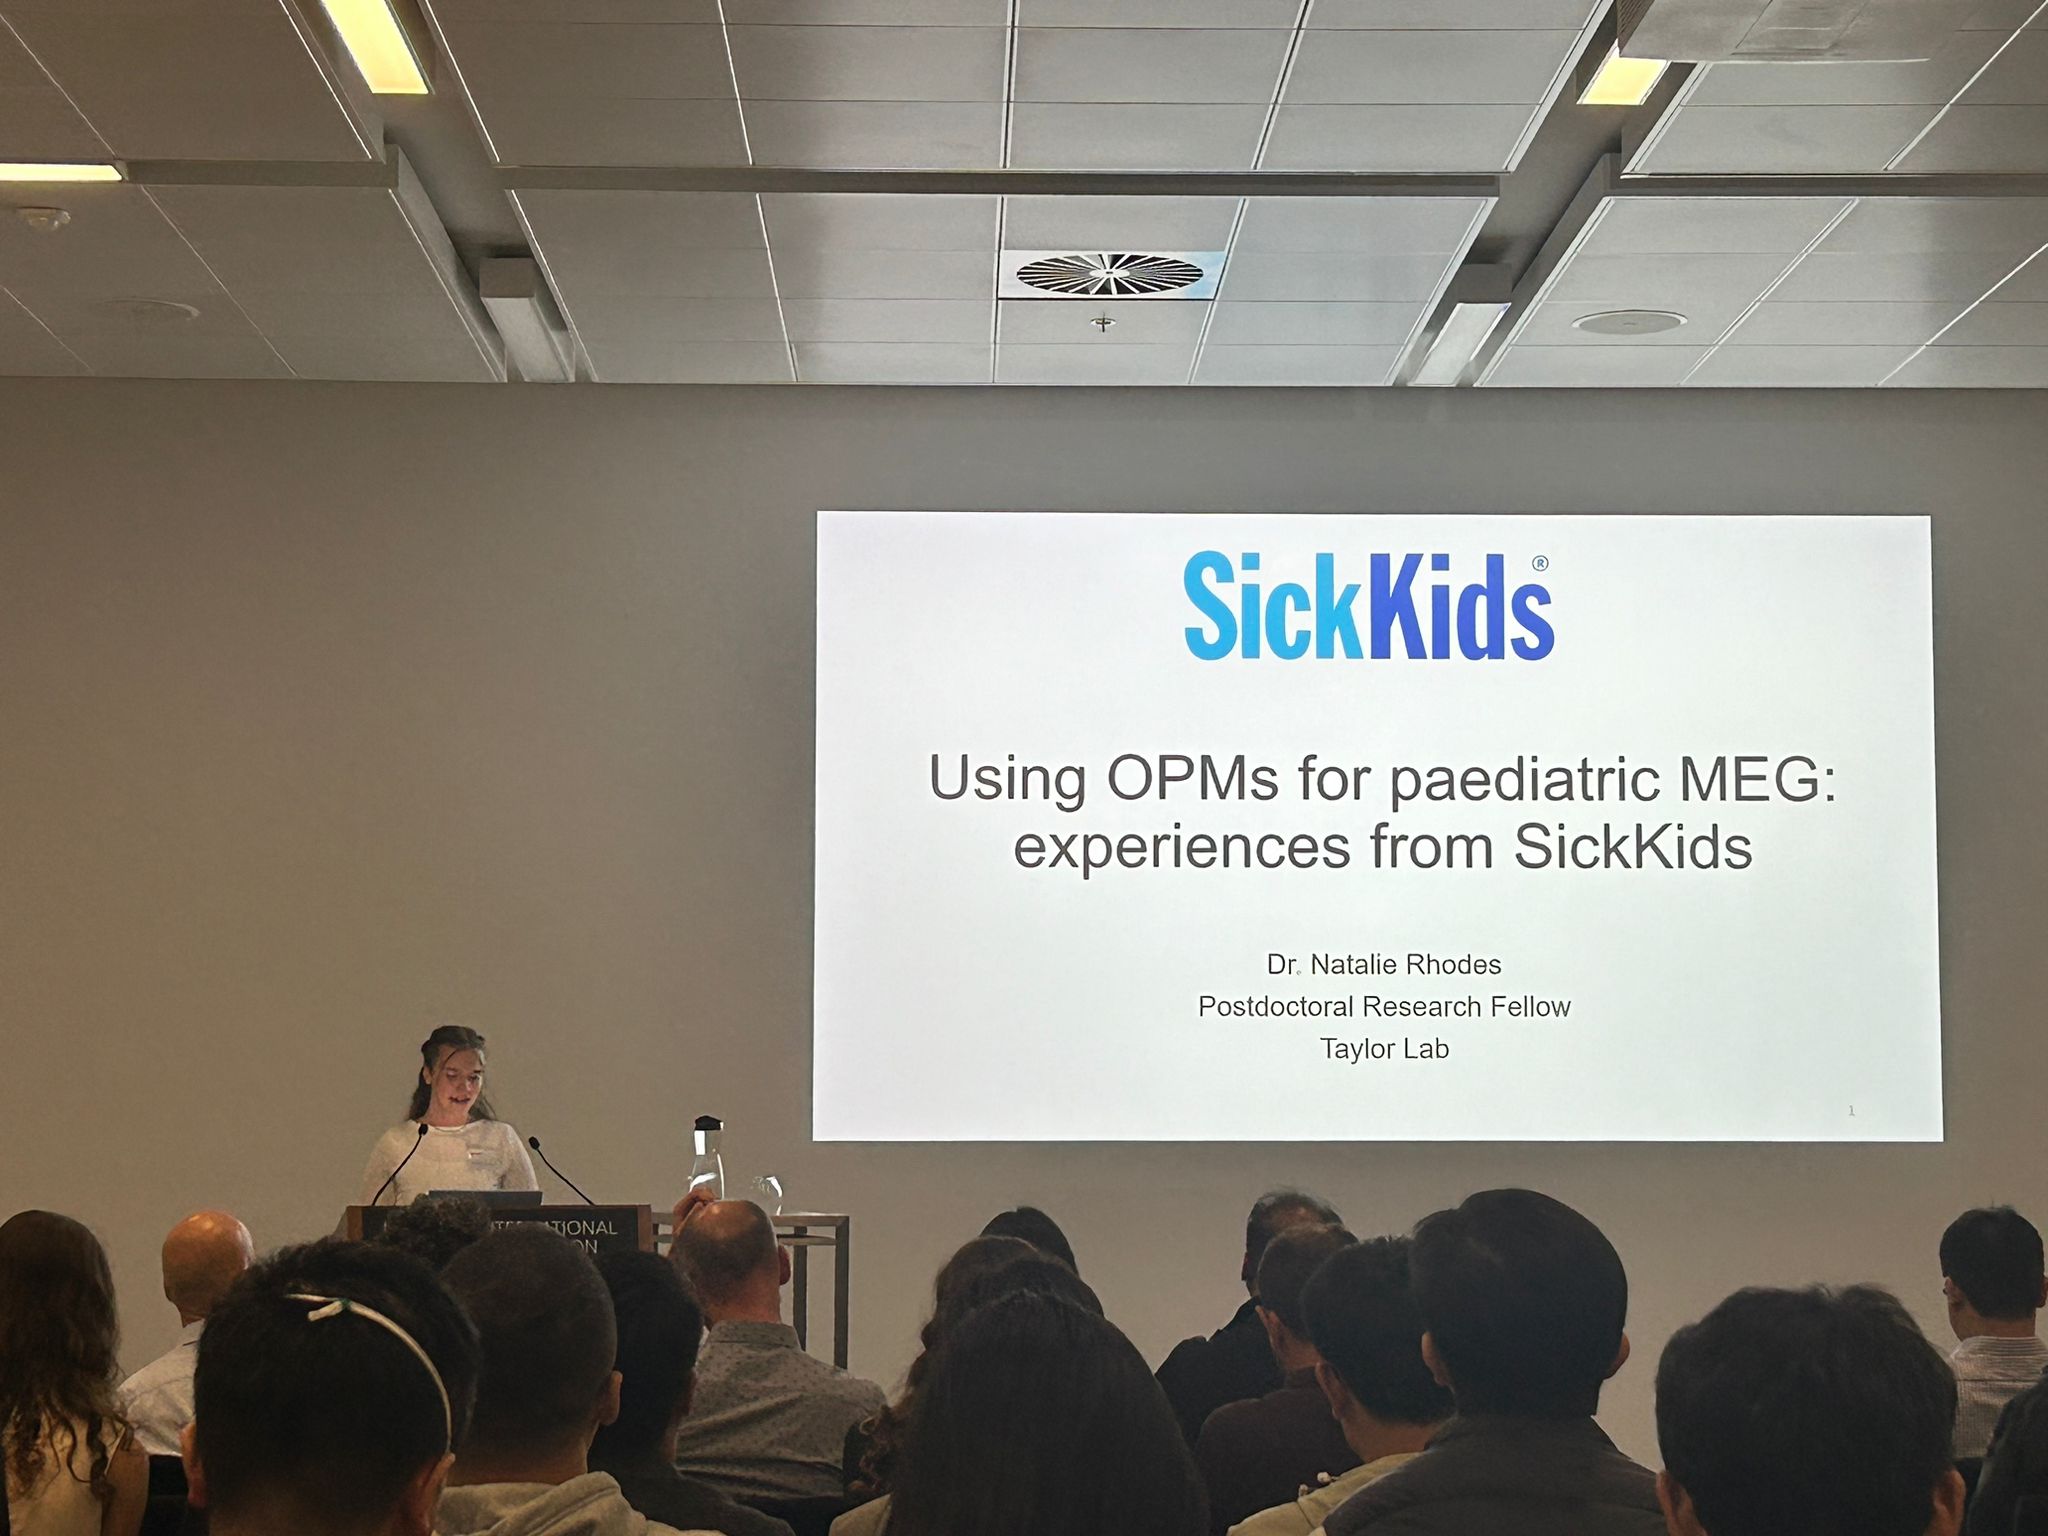 SickKids®
Using OPMs for paediatric MEG:
experiences from SickKids
Dr. Natalie Rhodes
Postdoctoral Research Fellow
Taylor Lab
1